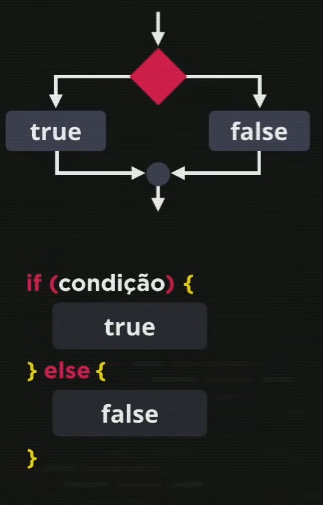 true false
if (condição) {
true
} else {
false
}